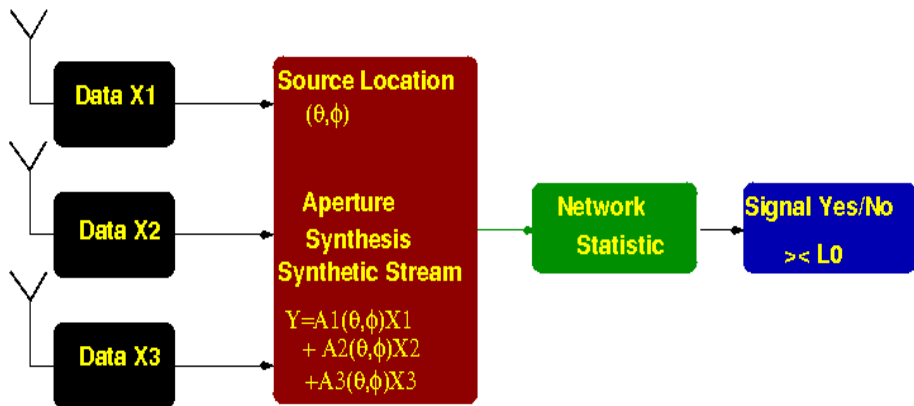 Data X1
Data X2
Data X3
Source Location
(θ,ϕ)
Aperture
Synthesis
Synthetic Stream
Y=A1(θ,ϕ)X1
+ A2(θ,ϕ)X2
+A3(θ,ϕ)X3
Network
Statistic
Signal Yes/No
>< L0